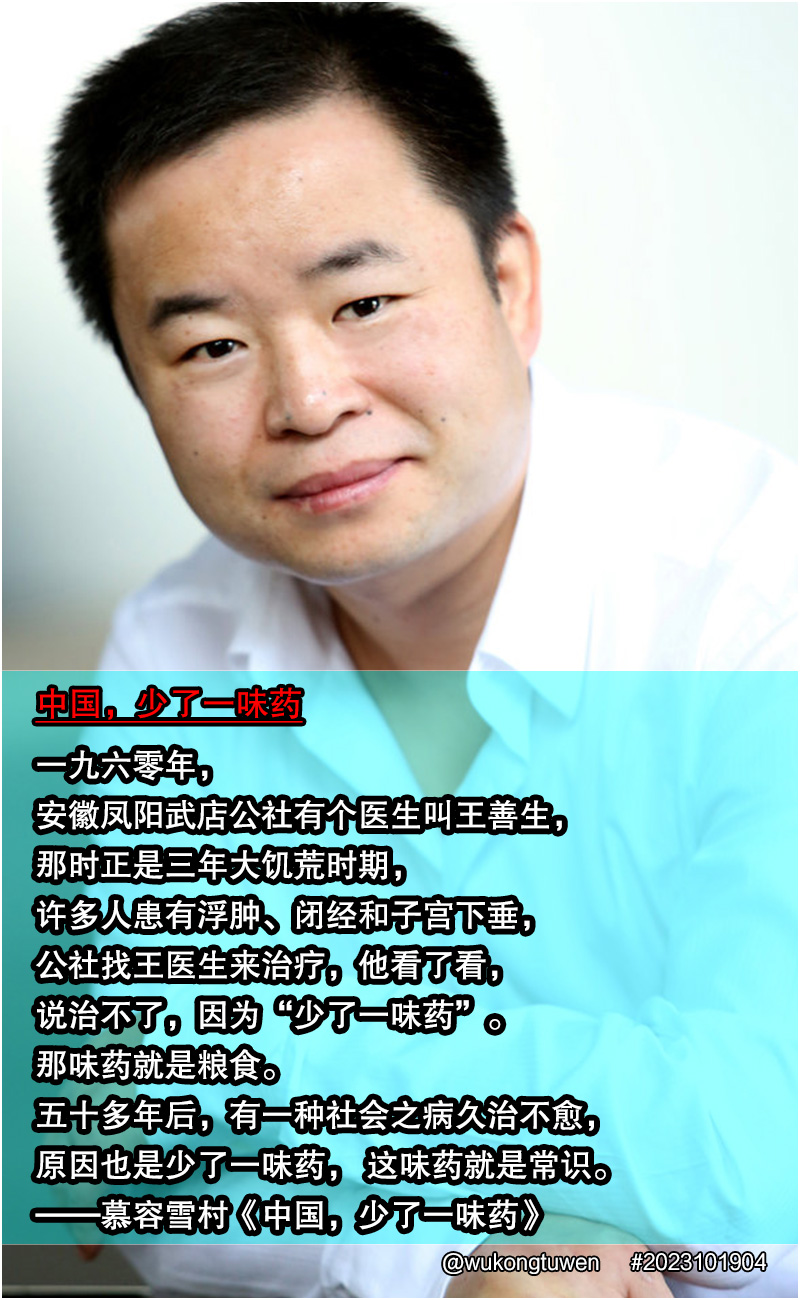 中国，少了一味药
一九六零年，
安徽凤阳武店公社有个医生叫王善生，
那时正是三年大饥荒时期，
许多人患有浮肿、闭经和子宫下垂，
公社找王医生来治疗，他看了看，
说治不了，因为“少了一味药”。
那味药就是粮食。
五十多年后，有一种社会之病久治不愈，
原因也是少了一味药， 这味药就是常识。
——慕容雪村《中国，少了一味药》
@wukongtuwen #2023101904